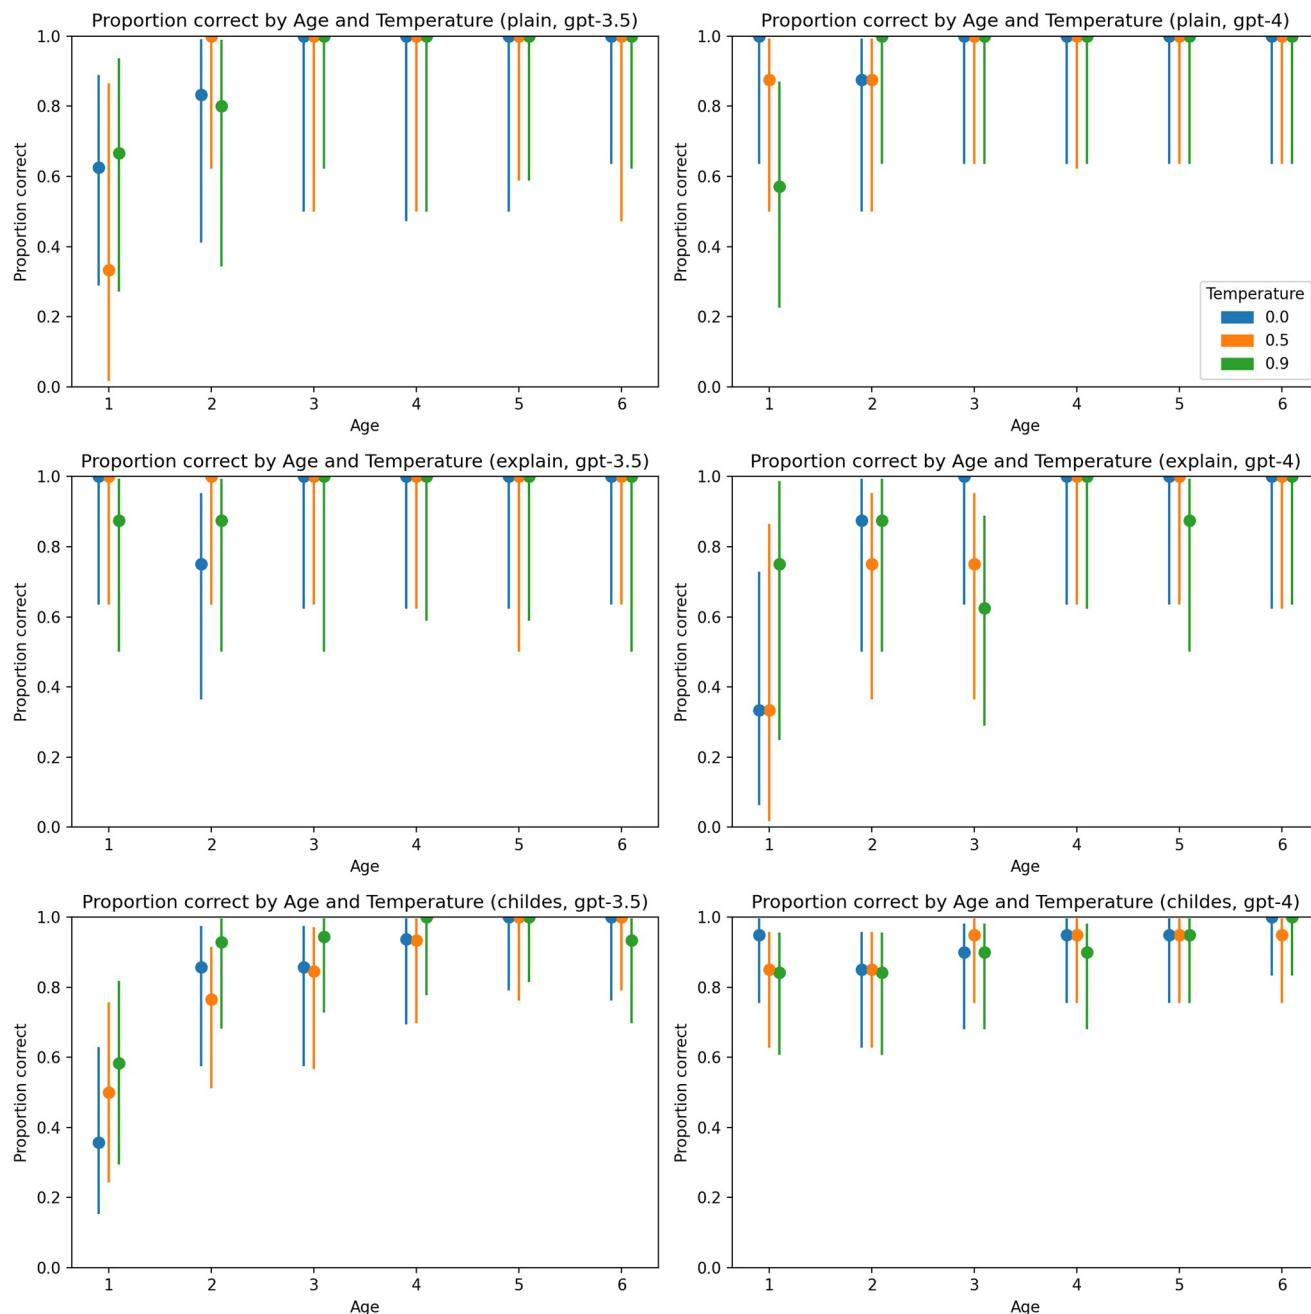 Proportion correct by Age and Temperature (plain, gpt-3.5)
Proportion correct
1.0
0.8
0.6
0.4
0.2
0.0
1 2 3 4 5 6
Age
Proportion correct by Age and Temperature (plain, gpt-4)
Proportion correct
1.0
0.8
0.6
0.4
0.2
0.0
Temperature
0.0
0.5
0.9
1 2 3 4 5 6
Age
Proportion correct by Age and Temperature (explain, gpt-3.5)
Proportion correct
1.0
0.8
0.6
0.4
0.2
0.0
1 2 3 4 5 6
Age
Proportion correct by Age and Temperature (explain, gpt-4)
Proportion correct
1.0
0.8
0.6
0.4
0.2
0.0
1 2 3 4 5 6
Age
Proportion correct by Age and Temperature (childes, gpt-3.5)
Proportion correct
1.0
0.8
0.6
0.4
0.2
0.0
1 2 3 4 5 6
Age
Proportion correct by Age and Temperature (childes, gpt-4)
Proportion correct
1.0
0.8
0.6
0.4
0.2
0.0
1 2 3 4 5 6
Age